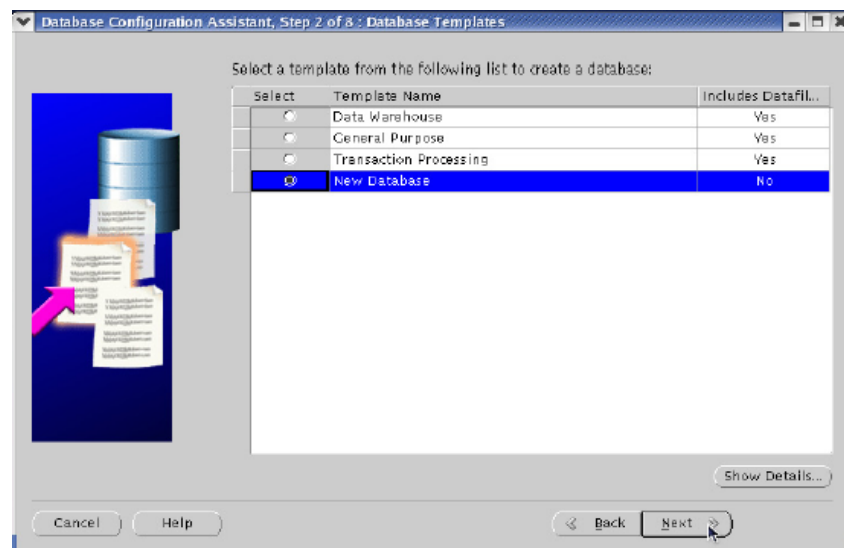 Database Configuration Assistant, Step 2 of 8 : Database Templates
Select a template from the following list to create a database:
Select Template Name Includes Datafil...
Data Warehouse Yes
General Purpose Yes
Transaction Processing Yes
New Database No
Show Details...
Cancel Help Back Next